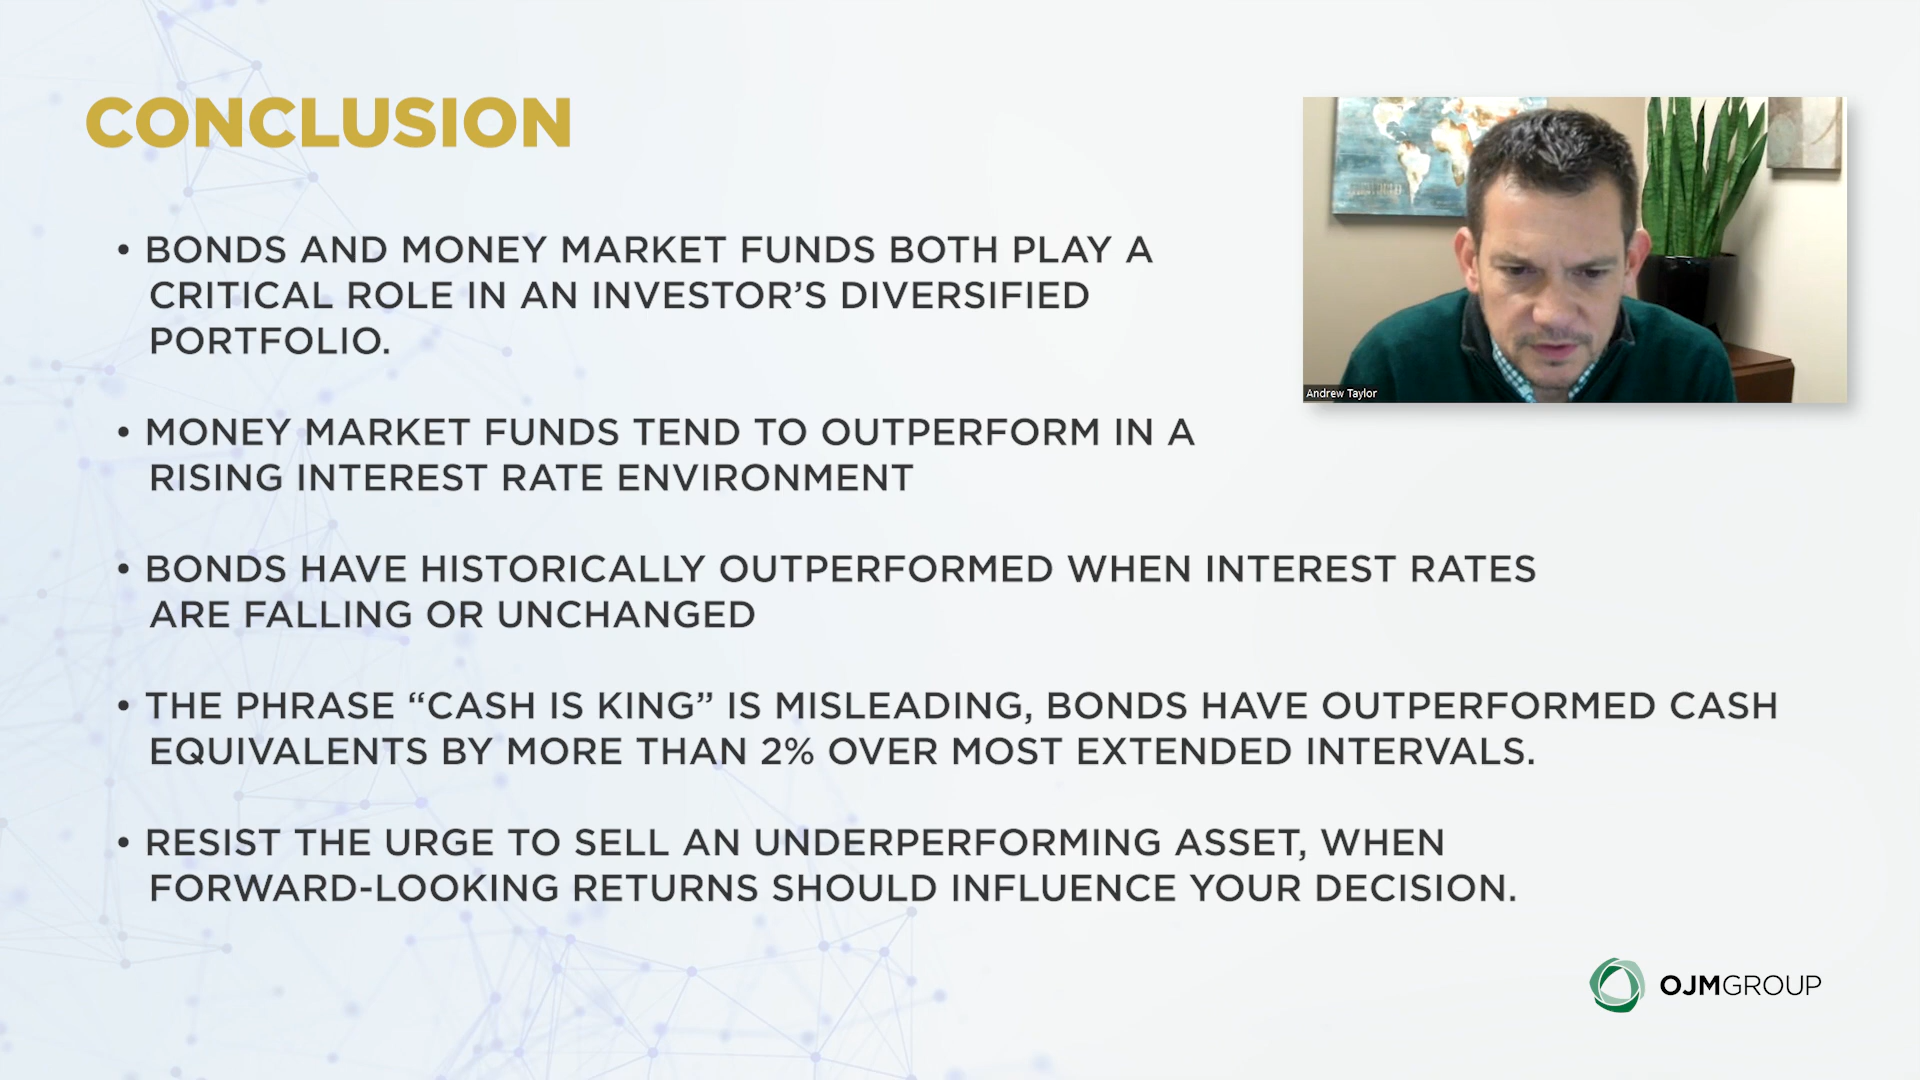 CONCLUSION
• BONDS AND MONEY MARKET FUNDS BOTH PLAY A
CRITICAL ROLE IN AN INVESTOR’S DIVERSIFIED
PORTFOLIO.
• MONEY MARKET FUNDS TEND TO OUTPERFORM IN A
RISING INTEREST RATE ENVIRONMENT
• BONDS HAVE HISTORICALLY OUTPERFORMED WHEN INTEREST RATES
ARE FALLING OR UNCHANGED
• THE PHRASE “CASH IS KING” IS MISLEADING, BONDS HAVE OUTPERFORMED CASH
EQUIVALENTS BY MORE THAN 2% OVER MOST EXTENDED INTERVALS.
• RESIST THE URGE TO SELL AN UNDERPERFORMING ASSET, WHEN
FORWARD-LOOKING RETURNS SHOULD INFLUENCE YOUR DECISION.
Andrew Taylor
OJMGROUP